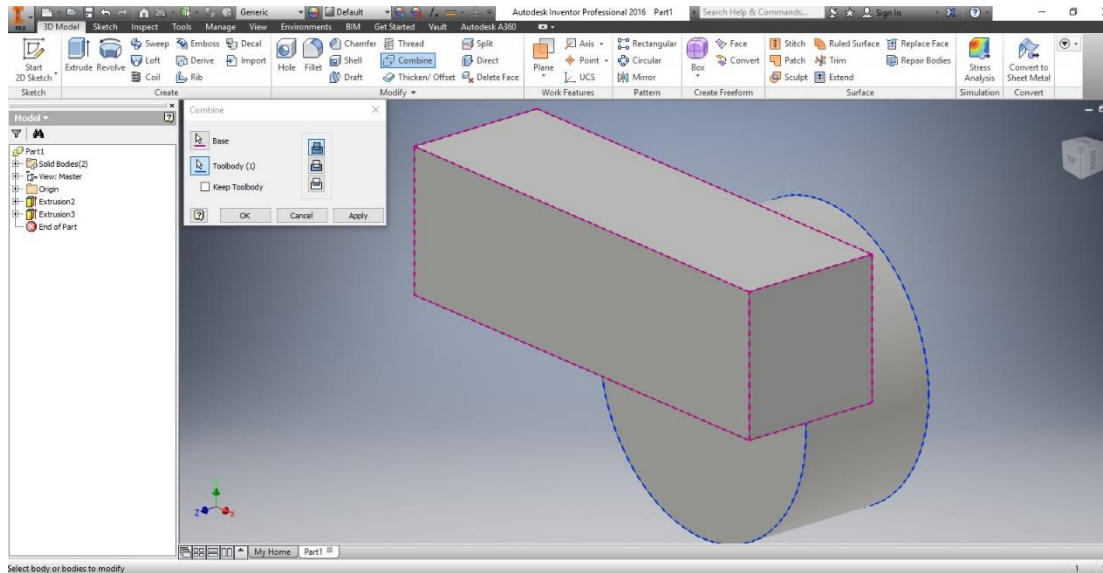 Generic Default Autodesk Inventor Professional 2016 Part1 Search Help & Commands... Sign In
PRO 3D Model Sketch Inspect Tools Manage View Environments BIM Get Started Vault Autodesk A360
Sweep Emboss Decal Chamfer Thread Split Axis Rectangular Face Stitch Ruled Surface Replace Face
Loft Derive Import Shell Combine Direct Point Circular Convert Patch Trim Repair Bodies
Coil Rib Draft Thicken/ Offset Delete Face UCS Mirror Sculpt Extend
Start
2D Sketch
Extrude Revolve Hole Fillet Plane Box
Stress
Analysis
Convert to
Sheet Metal
Sketch Create Modify Work Features Pattern Create Freeform Surface Simulation Convert
Model
Part1
Solid Bodies(2)
View: Master
Origin
Extrusion2
Extrusion3
End of Part
Combine
Base
Toolbody (1)
Keep Toolbody
OK Cancel Apply
z x
My Home Part1
Select body or bodies to modify 1